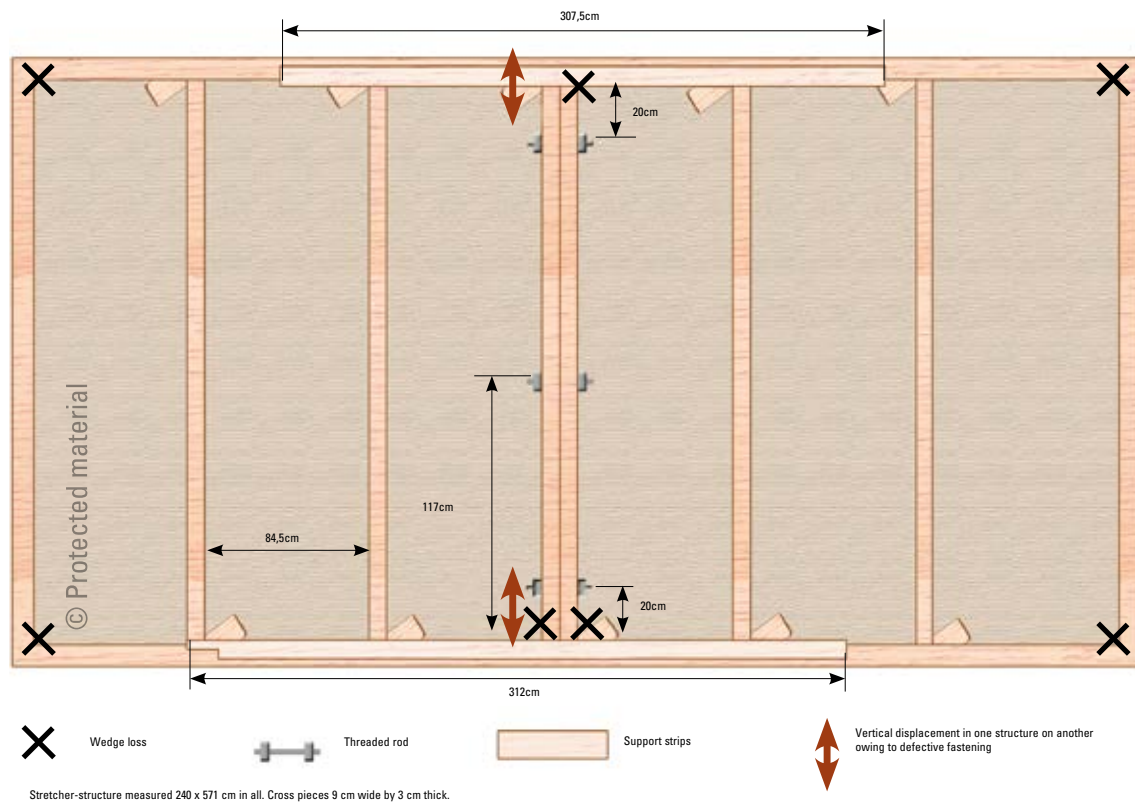 307,5cm
20cm
© Protected material
117cm
84,5cm
20cm
312cm
Wedge loss
Threaded rod
Support strips
Vertical displacement in one structure on another
owing to defective fastening
Stretcher-structure measured 240 x 571 cm in all. Cross pieces 9 cm wide by 3 cm thick.